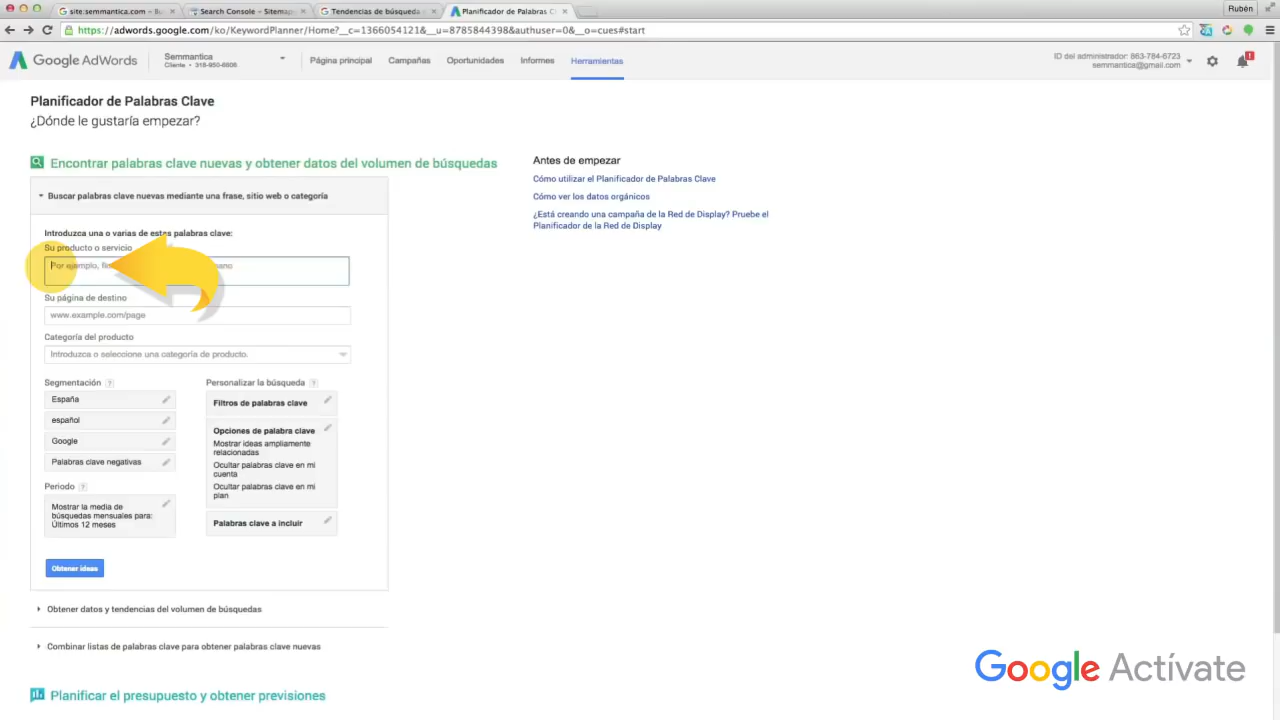 site:semmantica.com – Bus
Search Console – Sitemaps
Tendencias de búsqueda e
Planificador de Palabras C
Rubén
https://adwords.google.com/ko/KeywordPlanner/Home?__c=1366054121&__u=8785844398&authuser=0&__o=cues#start
Google AdWords
Semmantica
Cliente • 318-950-6606
Página principal
Campañas
Oportunidades
Informes
Herramientas
ID del administrador: 863-784-6723
semmantica@gmail.com
1
Planificador de Palabras Clave
¿Dónde le gustaría empezar?
Encontrar palabras clave nuevas y obtener datos del volumen de búsquedas
Buscar palabras clave nuevas mediante una frase, sitio web o categoría
Introduzca una o varias de estas palabras clave:
Su producto o servicio
Por ejemplo,
Su página de destino
www.example.com/page
Categoría del producto
Introduzca o seleccione una categoría de producto.
Segmentación ?
España
español
Google
Palabras clave negativas
Periodo ?
Mostrar la media de
búsquedas mensuales para:
Últimos 12 meses
Personalizar la búsqueda ?
Filtros de palabras clave
Opciones de palabra clave
Mostrar ideas ampliamente
relacionadas
Ocultar palabras clave en mi
cuenta
Ocultar palabras clave en mi
plan
Palabras clave a incluir
Obtener ideas
Obtener datos y tendencias del volumen de búsquedas
Combinar listas de palabras clave para obtener palabras clave nuevas
Planificar el presupuesto y obtener previsiones
Antes de empezar
Cómo utilizar el Planificador de Palabras Clave
Cómo ver los datos orgánicos
¿Está creando una campaña de la Red de Display? Pruebe el
Planificador de la Red de Display
Google Actívate